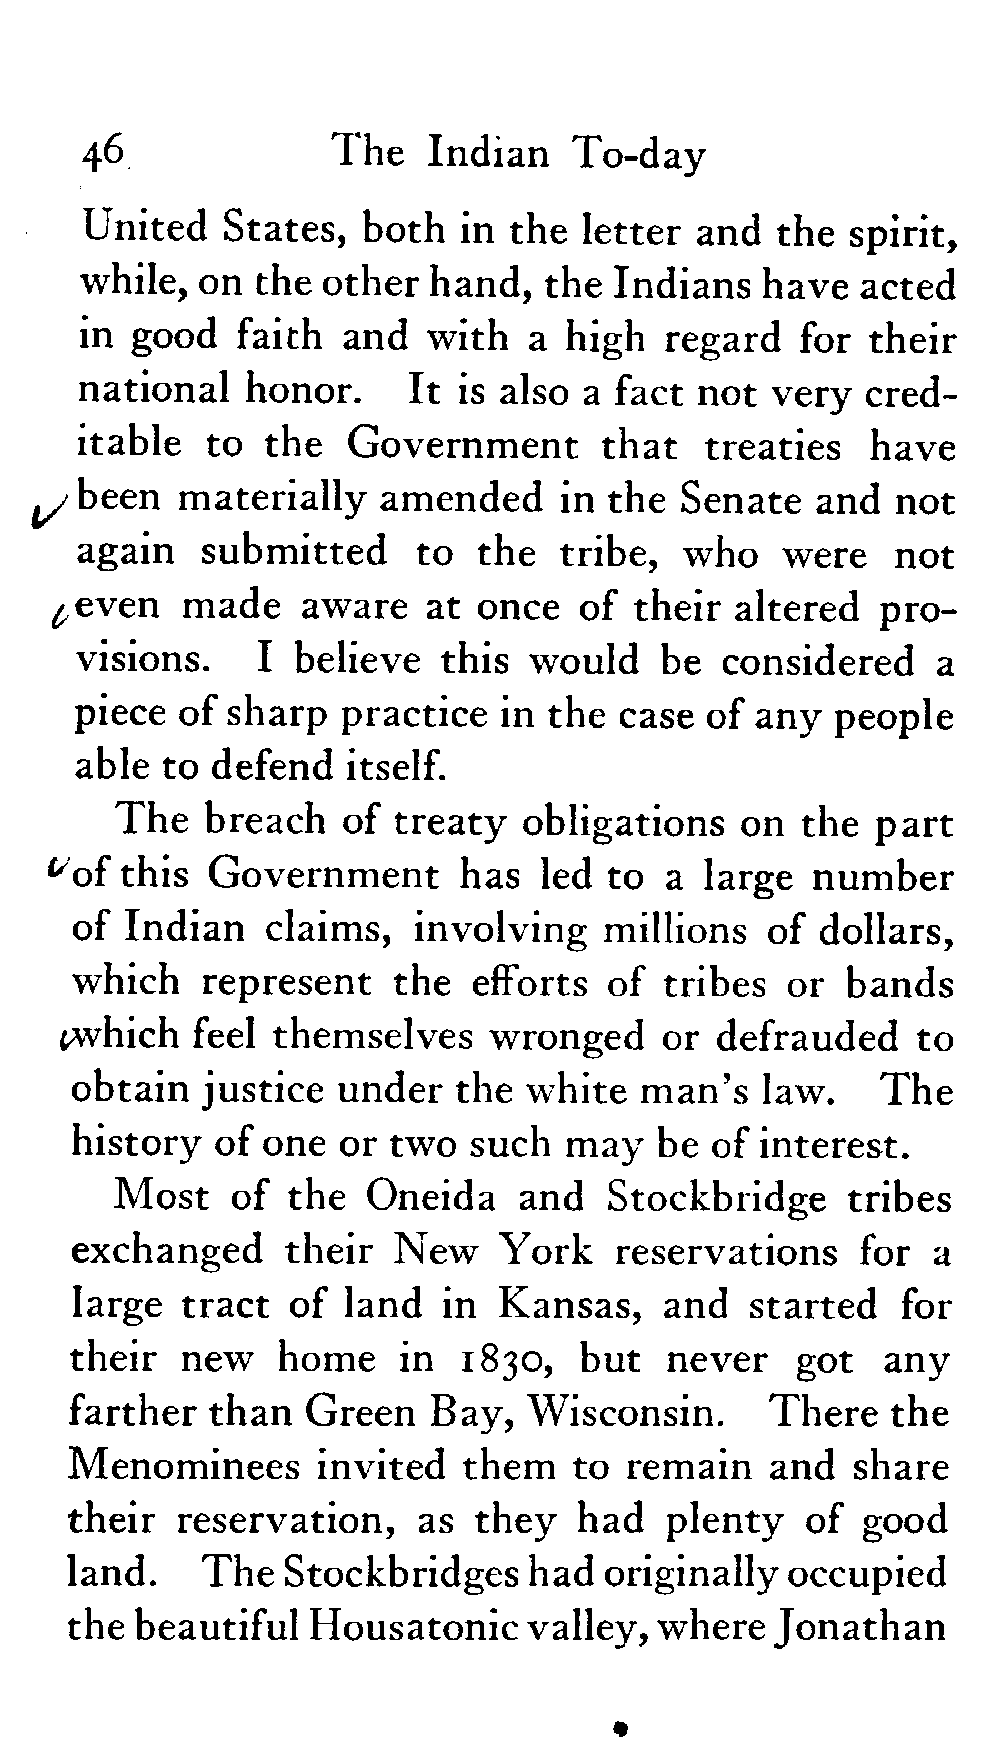 46 The Indian To-day
United States, both in the letter and the spirit,
while, on the other hand, the Indians have acted
in good faith and with a high regard for their
national honor. It is also a fact not very cred-
itable to the Government that treaties have
been materially amended in the Senate and not
again submitted to the tribe, who were not
even made aware at once of their altered pro-
visions. I believe this would be considered a
piece of sharp practice in the case of any people
able to defend itself.
The breach of treaty obligations on the part
of this Government has led to a large number
of Indian claims, involving millions of dollars,
which represent the efforts of tribes or bands
which feel themselves wronged or defrauded to
obtain justice under the white man's law. The
history of one or two such may be of interest.
Most of the Oneida and Stockbridge tribes
exchanged their New York reservations for a
large tract of land in Kansas, and started for
their new home in 1830, but never got any
farther than Green Bay, Wisconsin. There the
Menominees invited them to remain and share
their reservation, as they had plenty of good
land. The Stockbridges had originally occupied
the beautiful Housatonic valley, where Jonathan